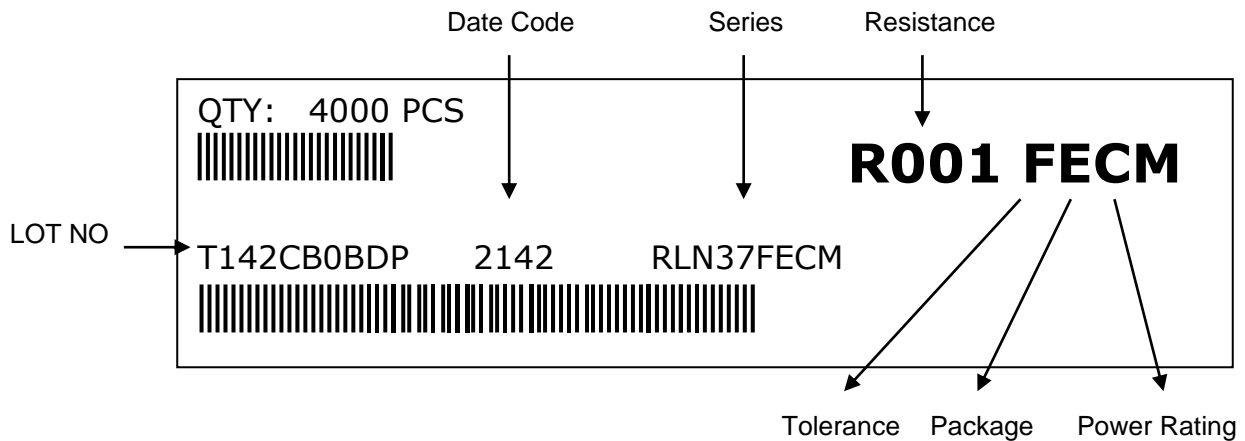 Date Code Series Resistance
QTY: 4000 PCS
R001 FECM
LOT NO
T142CB0BDP 2142 RLN37FECM
Tolerance Package Power Rating